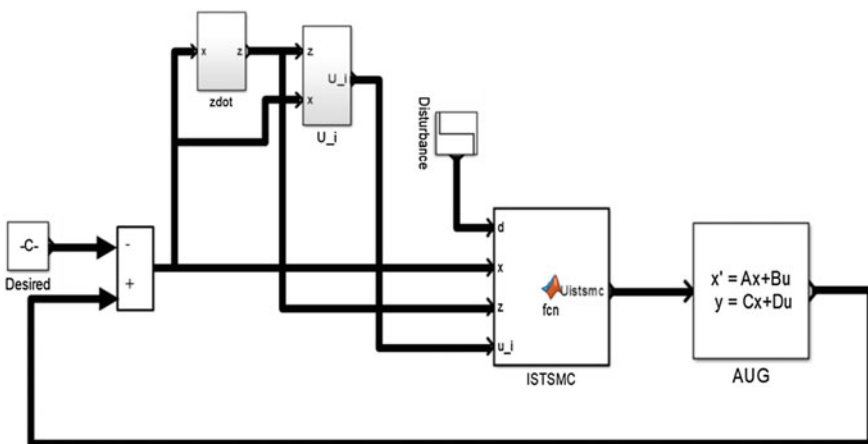 x z
zdot
z
x
U_i
U_i
Disturbance
-C-
Desired
-
+
d
x
z
u_i
Uistsmc
fcn
ISTSMC
x' = Ax+Bu
y = Cx+Du
AUG